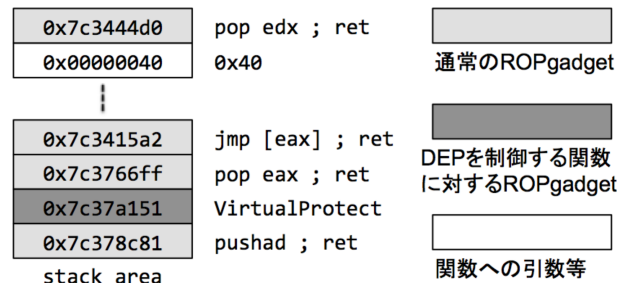 0x7c3444d0 pop edx ; ret
0x00000040 0x40
0x7c3415a2 jmp [eax] ; ret
0x7c3766ff pop eax ; ret
0x7c37a151 VirtualProtect
0x7c378c81 pushad ; ret
stack area
通常のROPgadget
DEPを制御する関数
に対するROPgadget
関数への引数等